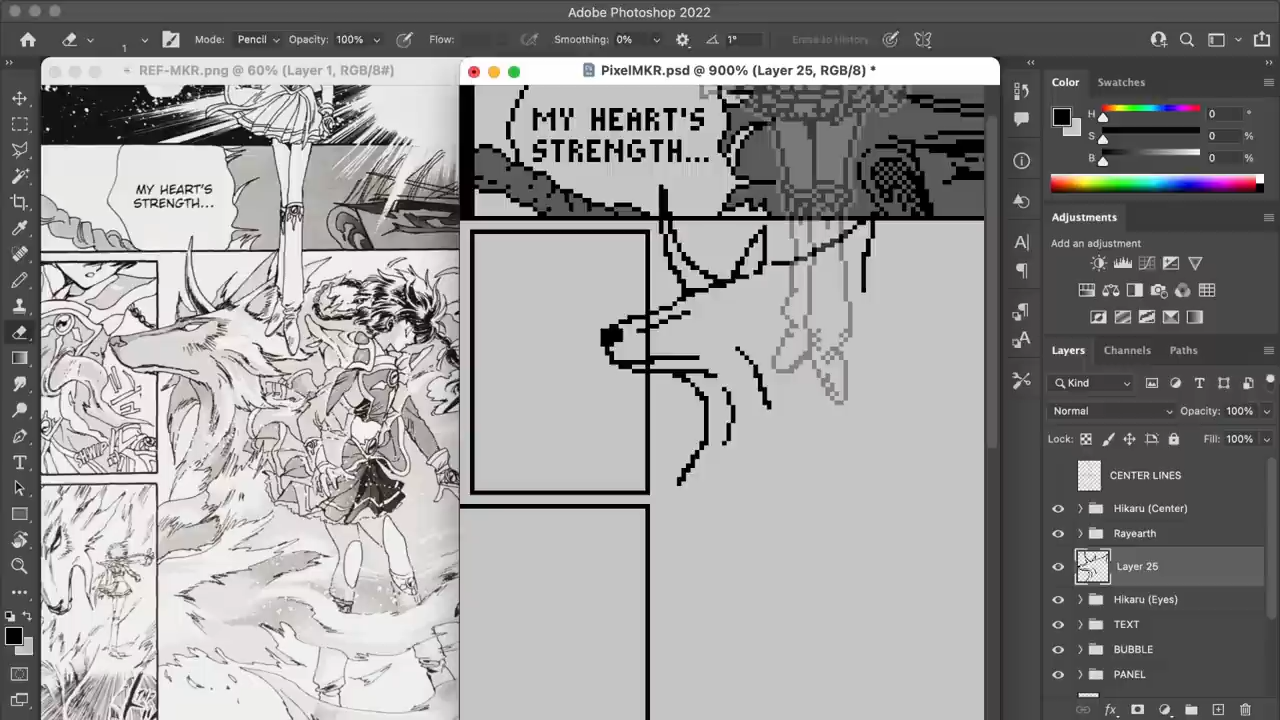 Adobe Photoshop 2022
1
Mode: Pencil Opacity: 100% Flow: Smoothing: 0% 1° Erase to History
REF-MKR.png @ 60% (Layer 1, RGB/8#)
PixelMKR.psd @ 900% (Layer 25, RGB/8) *
MY HEART'S
STRENGTH...
MY HEART'S
STRENGTH...
Color Swatches
H 0 °
S 0 %
B 0 %
Adjustments
Add an adjustment
Layers Channels Paths
Kind
Normal Opacity: 100%
Lock: Fill: 100%
CENTER LINES
Hikaru (Center)
Rayearth
Layer 25
Hikaru (Eyes)
TEXT
BUBBLE
PANEL
fx